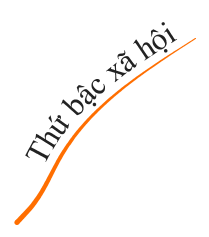 Thứ bậc xã hội